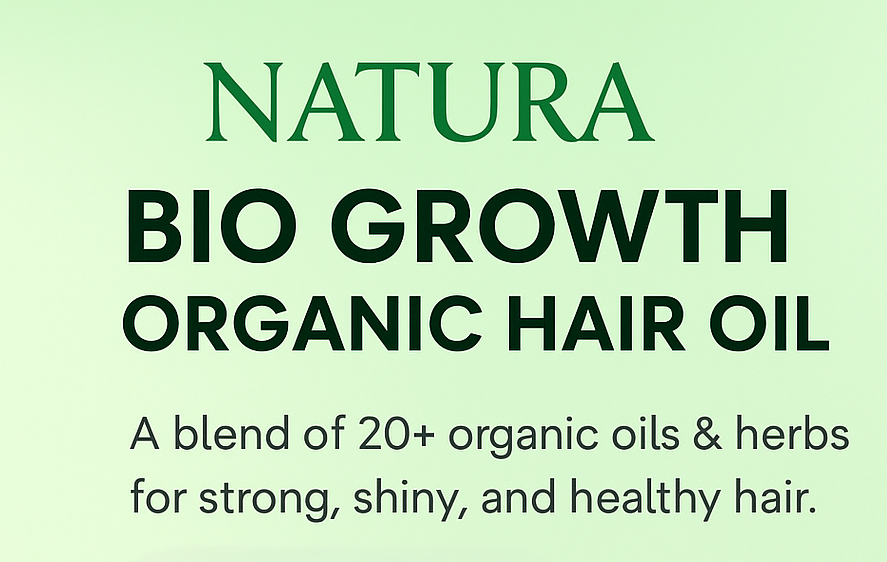 NATURA
BIO GROWTH
ORGANIC HAIR OIL
A blend of 20+ organic oils & herbs
for strong, shiny, and healthy hair.